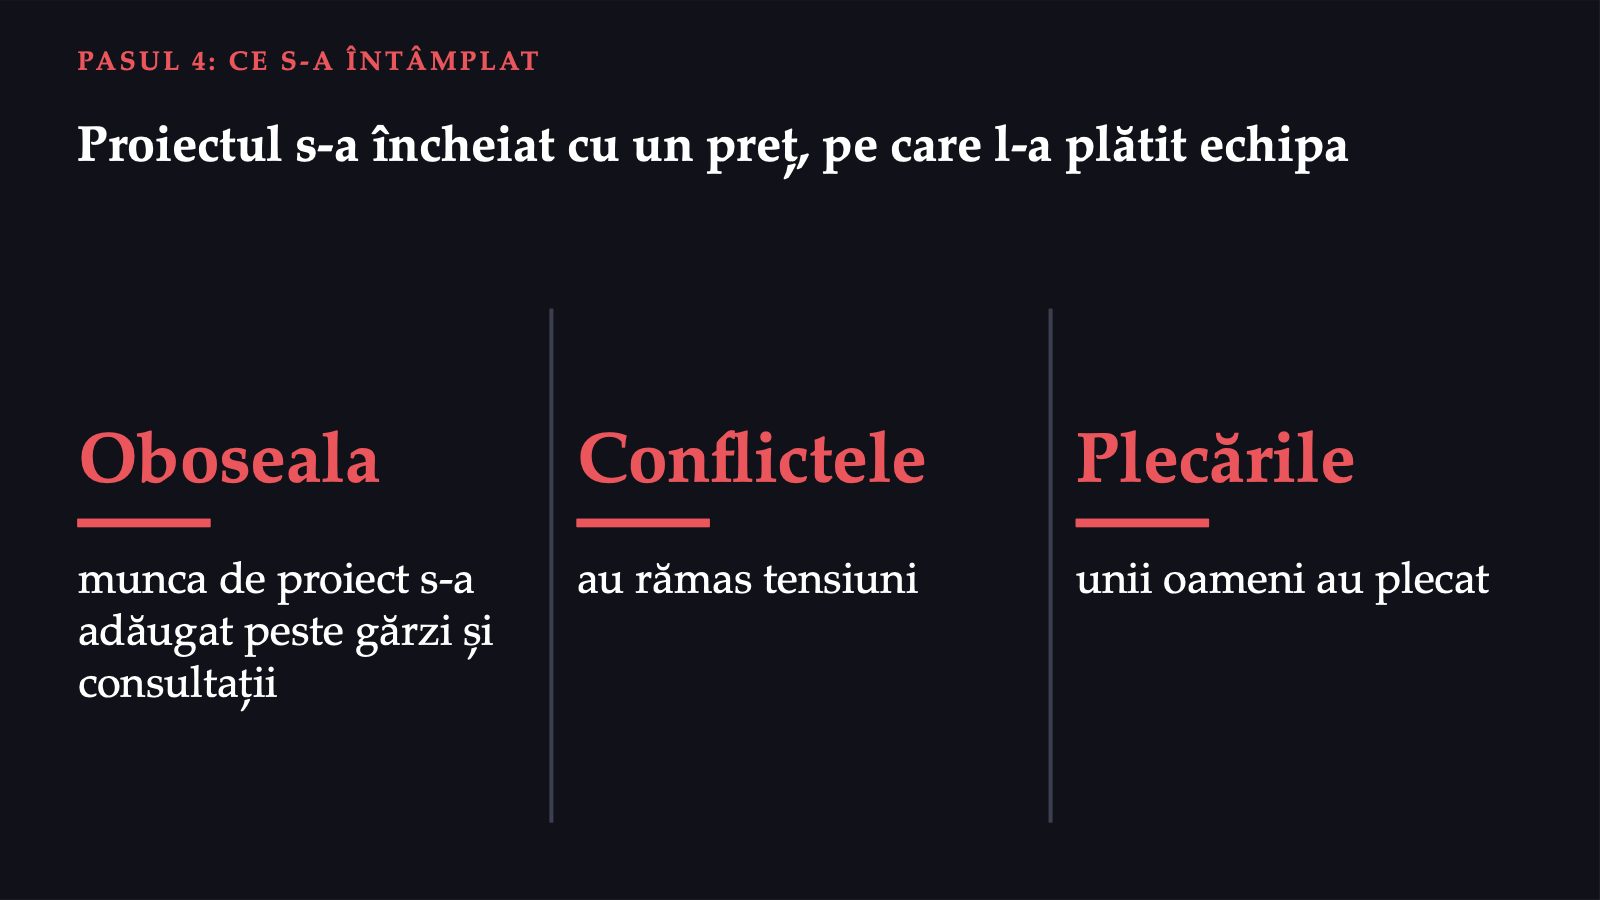 PASUL 4: CE S-A ÎNTÂMPLAT
Proiectul s-a încheiat cu un preț, pe care l-a plătit echipa
Oboseala
munca de proiect s-a
adăugat peste gărzi și
consultații
Conflictele
au rămas tensiuni
Plecările
unii oameni au plecat